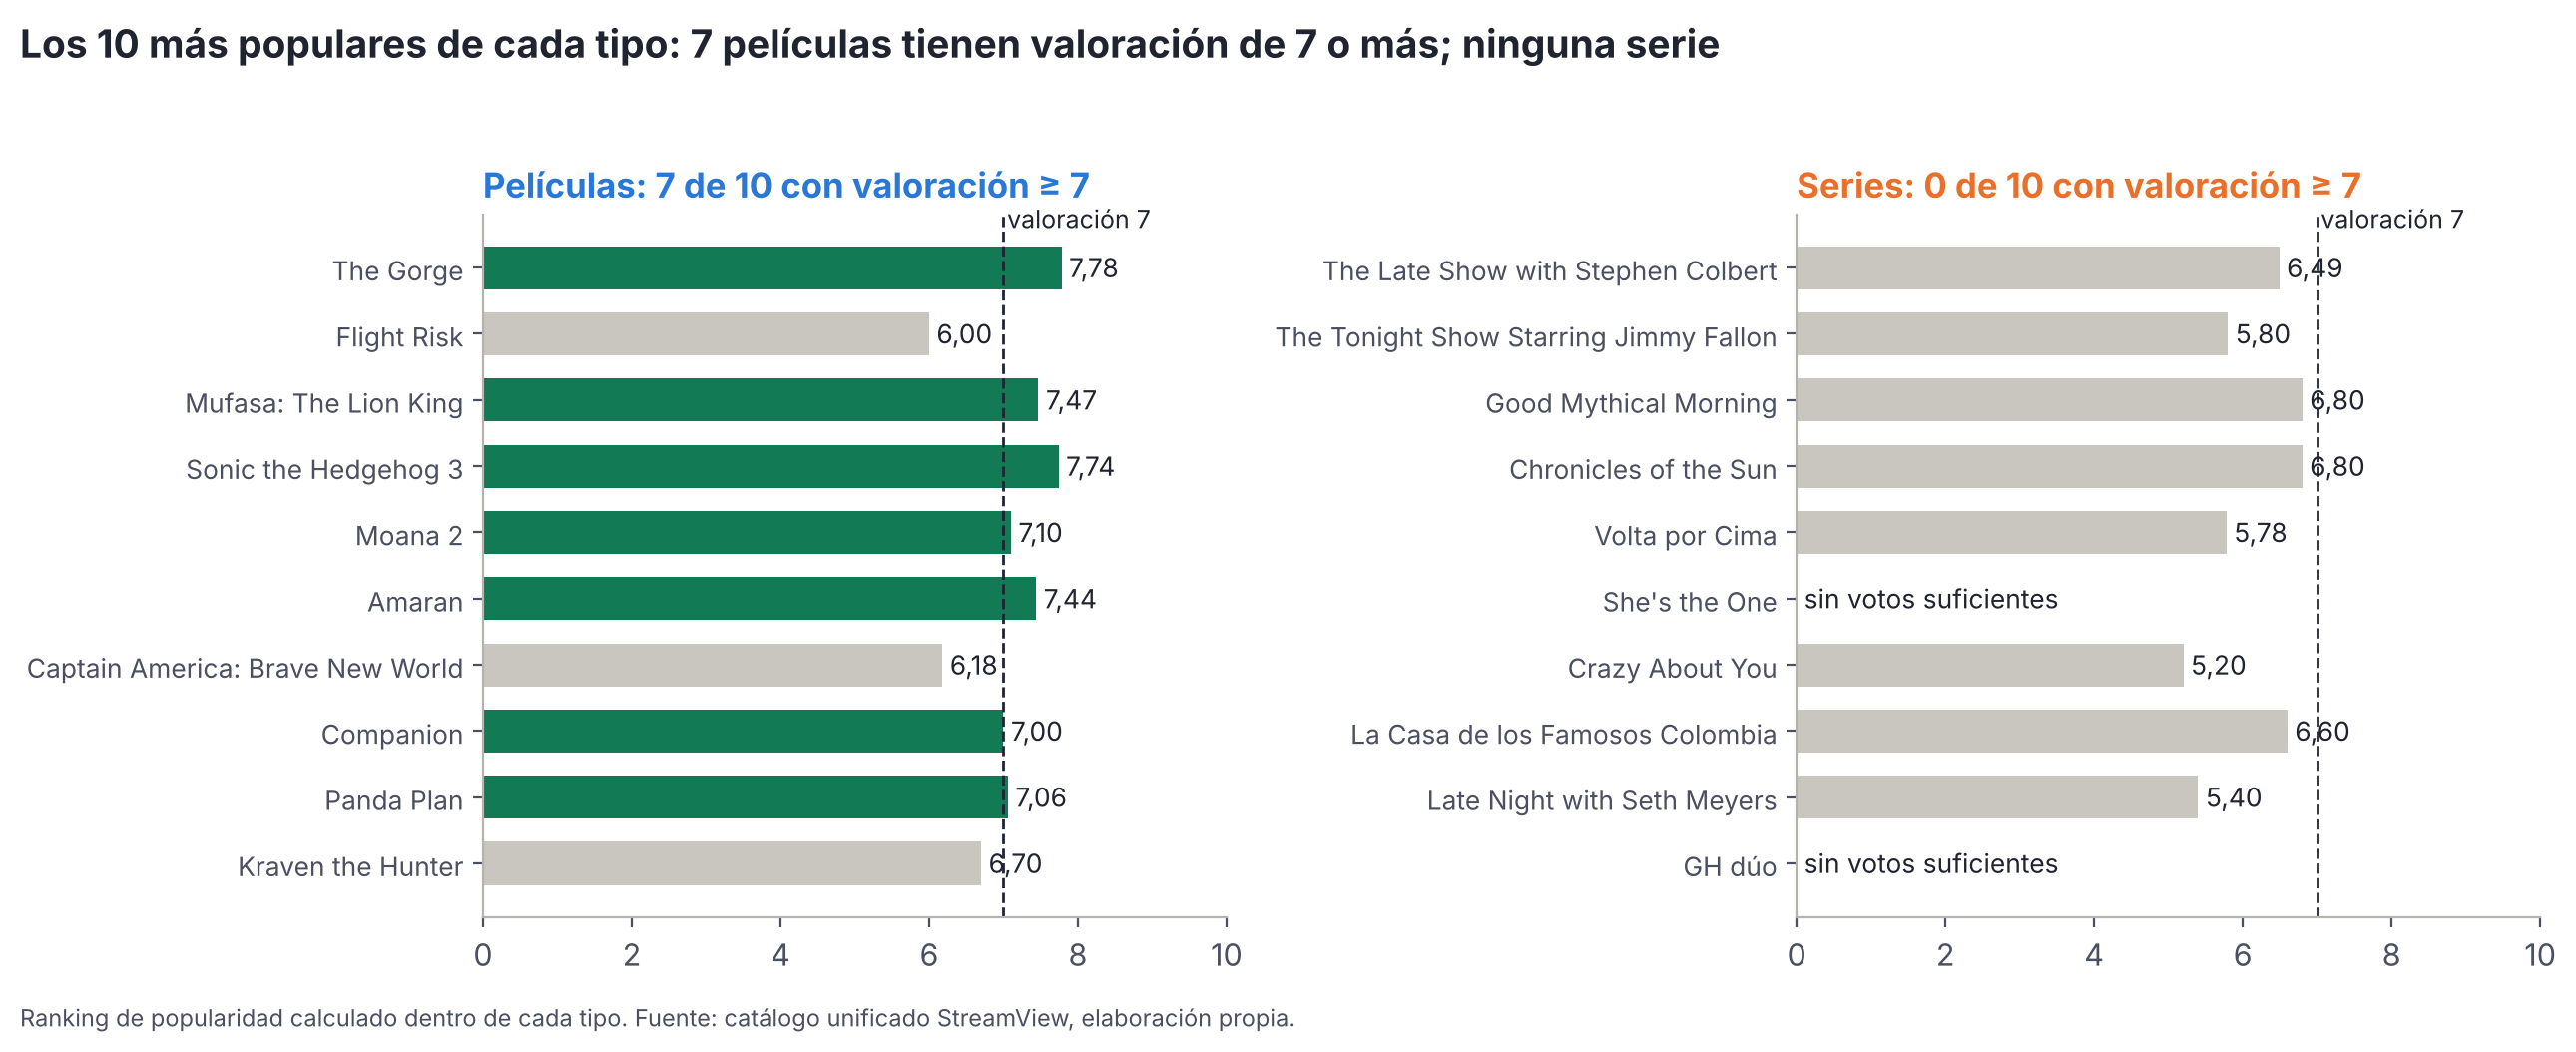 Los 10 más populares de cada tipo: 7 películas tienen valoración de 7 o más; ninguna serie
Películas: 7 de 10 con valoración ≥ 7
valoración 7
The Gorge 7,78
Flight Risk 6,00
Mufasa: The Lion King 7,47
Sonic the Hedgehog 3 7,74
Moana 2 7,10
Amaran 7,44
Captain America: Brave New World 6,18
Companion 7,00
Panda Plan 7,06
Kraven the Hunter 6,70
0 2 4 6 8 10
Series: 0 de 10 con valoración ≥ 7
valoración 7
The Late Show with Stephen Colbert 6,49
The Tonight Show Starring Jimmy Fallon 5,80
Good Mythical Morning 6,80
Chronicles of the Sun 6,80
Volta por Cima 5,78
She's the One sin votos suficientes
Crazy About You 5,20
La Casa de los Famosos Colombia 6,60
Late Night with Seth Meyers 5,40
GH dúo sin votos suficientes
0 2 4 6 8 10
Ranking de popularidad calculado dentro de cada tipo. Fuente: catálogo unificado StreamView, elaboración propia.